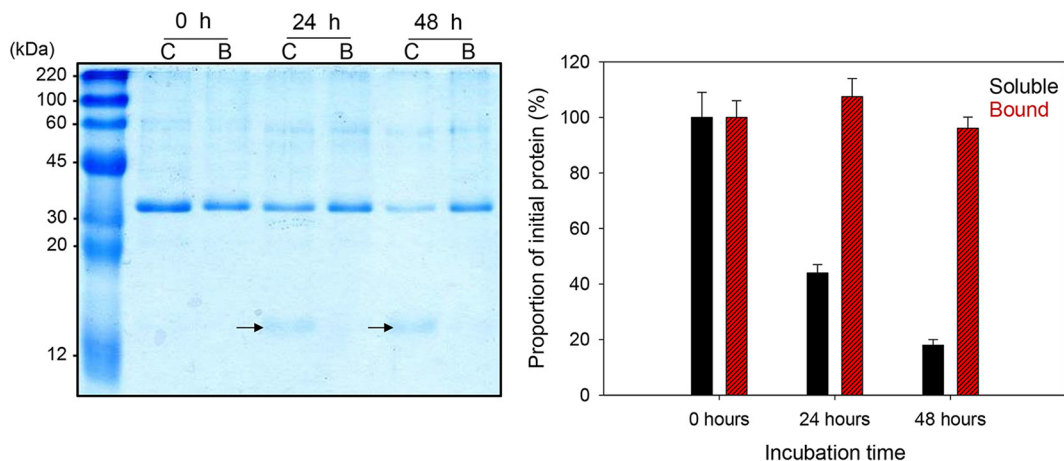 0 h 24 h 48 h
(kDa) C B C B C B
220
100
60
45
30
20
12
Proportion of initial protein (%)
120
100
80
60
40
20
0
Soluble
Bound
0 hours 24 hours 48 hours
Incubation time